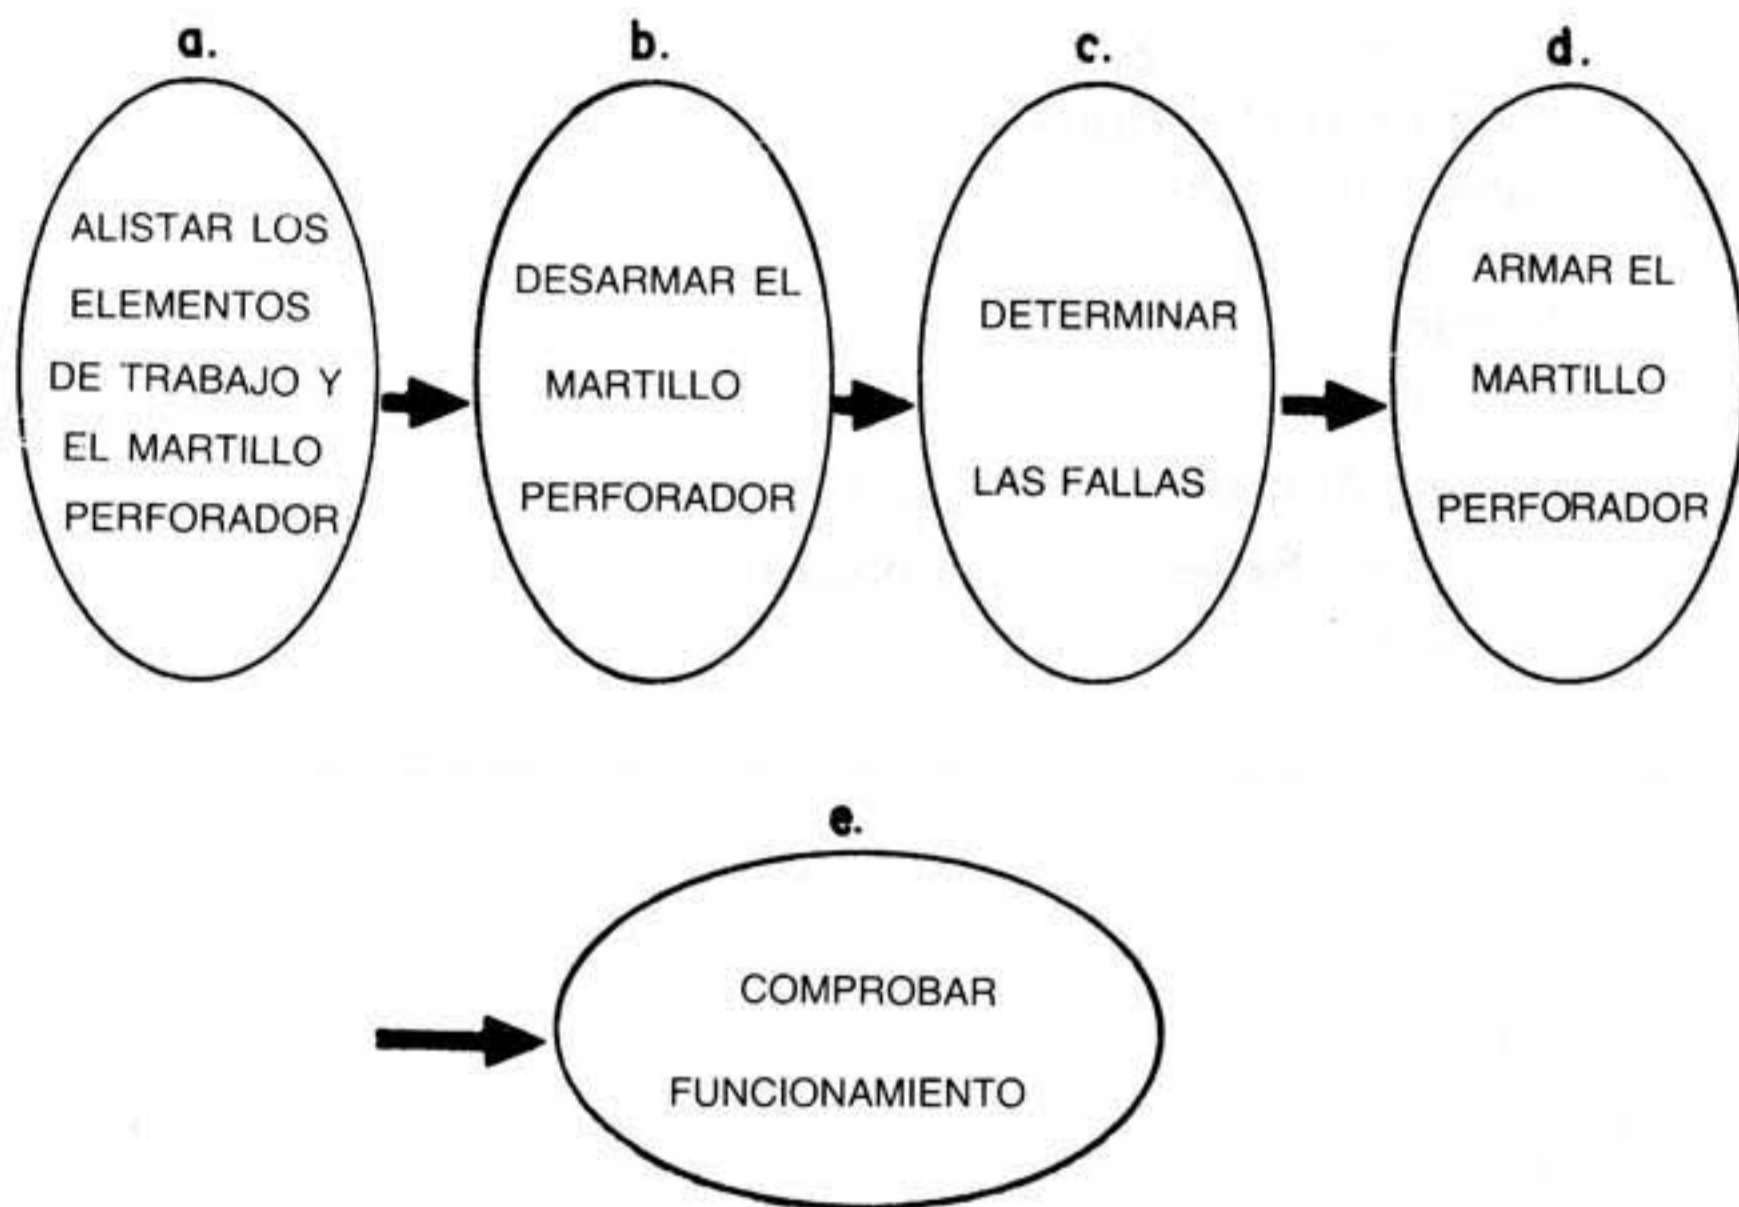 a.
ALISTAR LOS
ELEMENTOS
DE TRABAJO Y
EL MARTILLO
PERFORADOR
b.
DESARMAR EL
MARTILLO
PERFORADOR
c.
DETERMINAR
LAS FALLAS
d.
ARMAR EL
MARTILLO
PERFORADOR
e.
COMPROBAR
FUNCIONAMIENTO